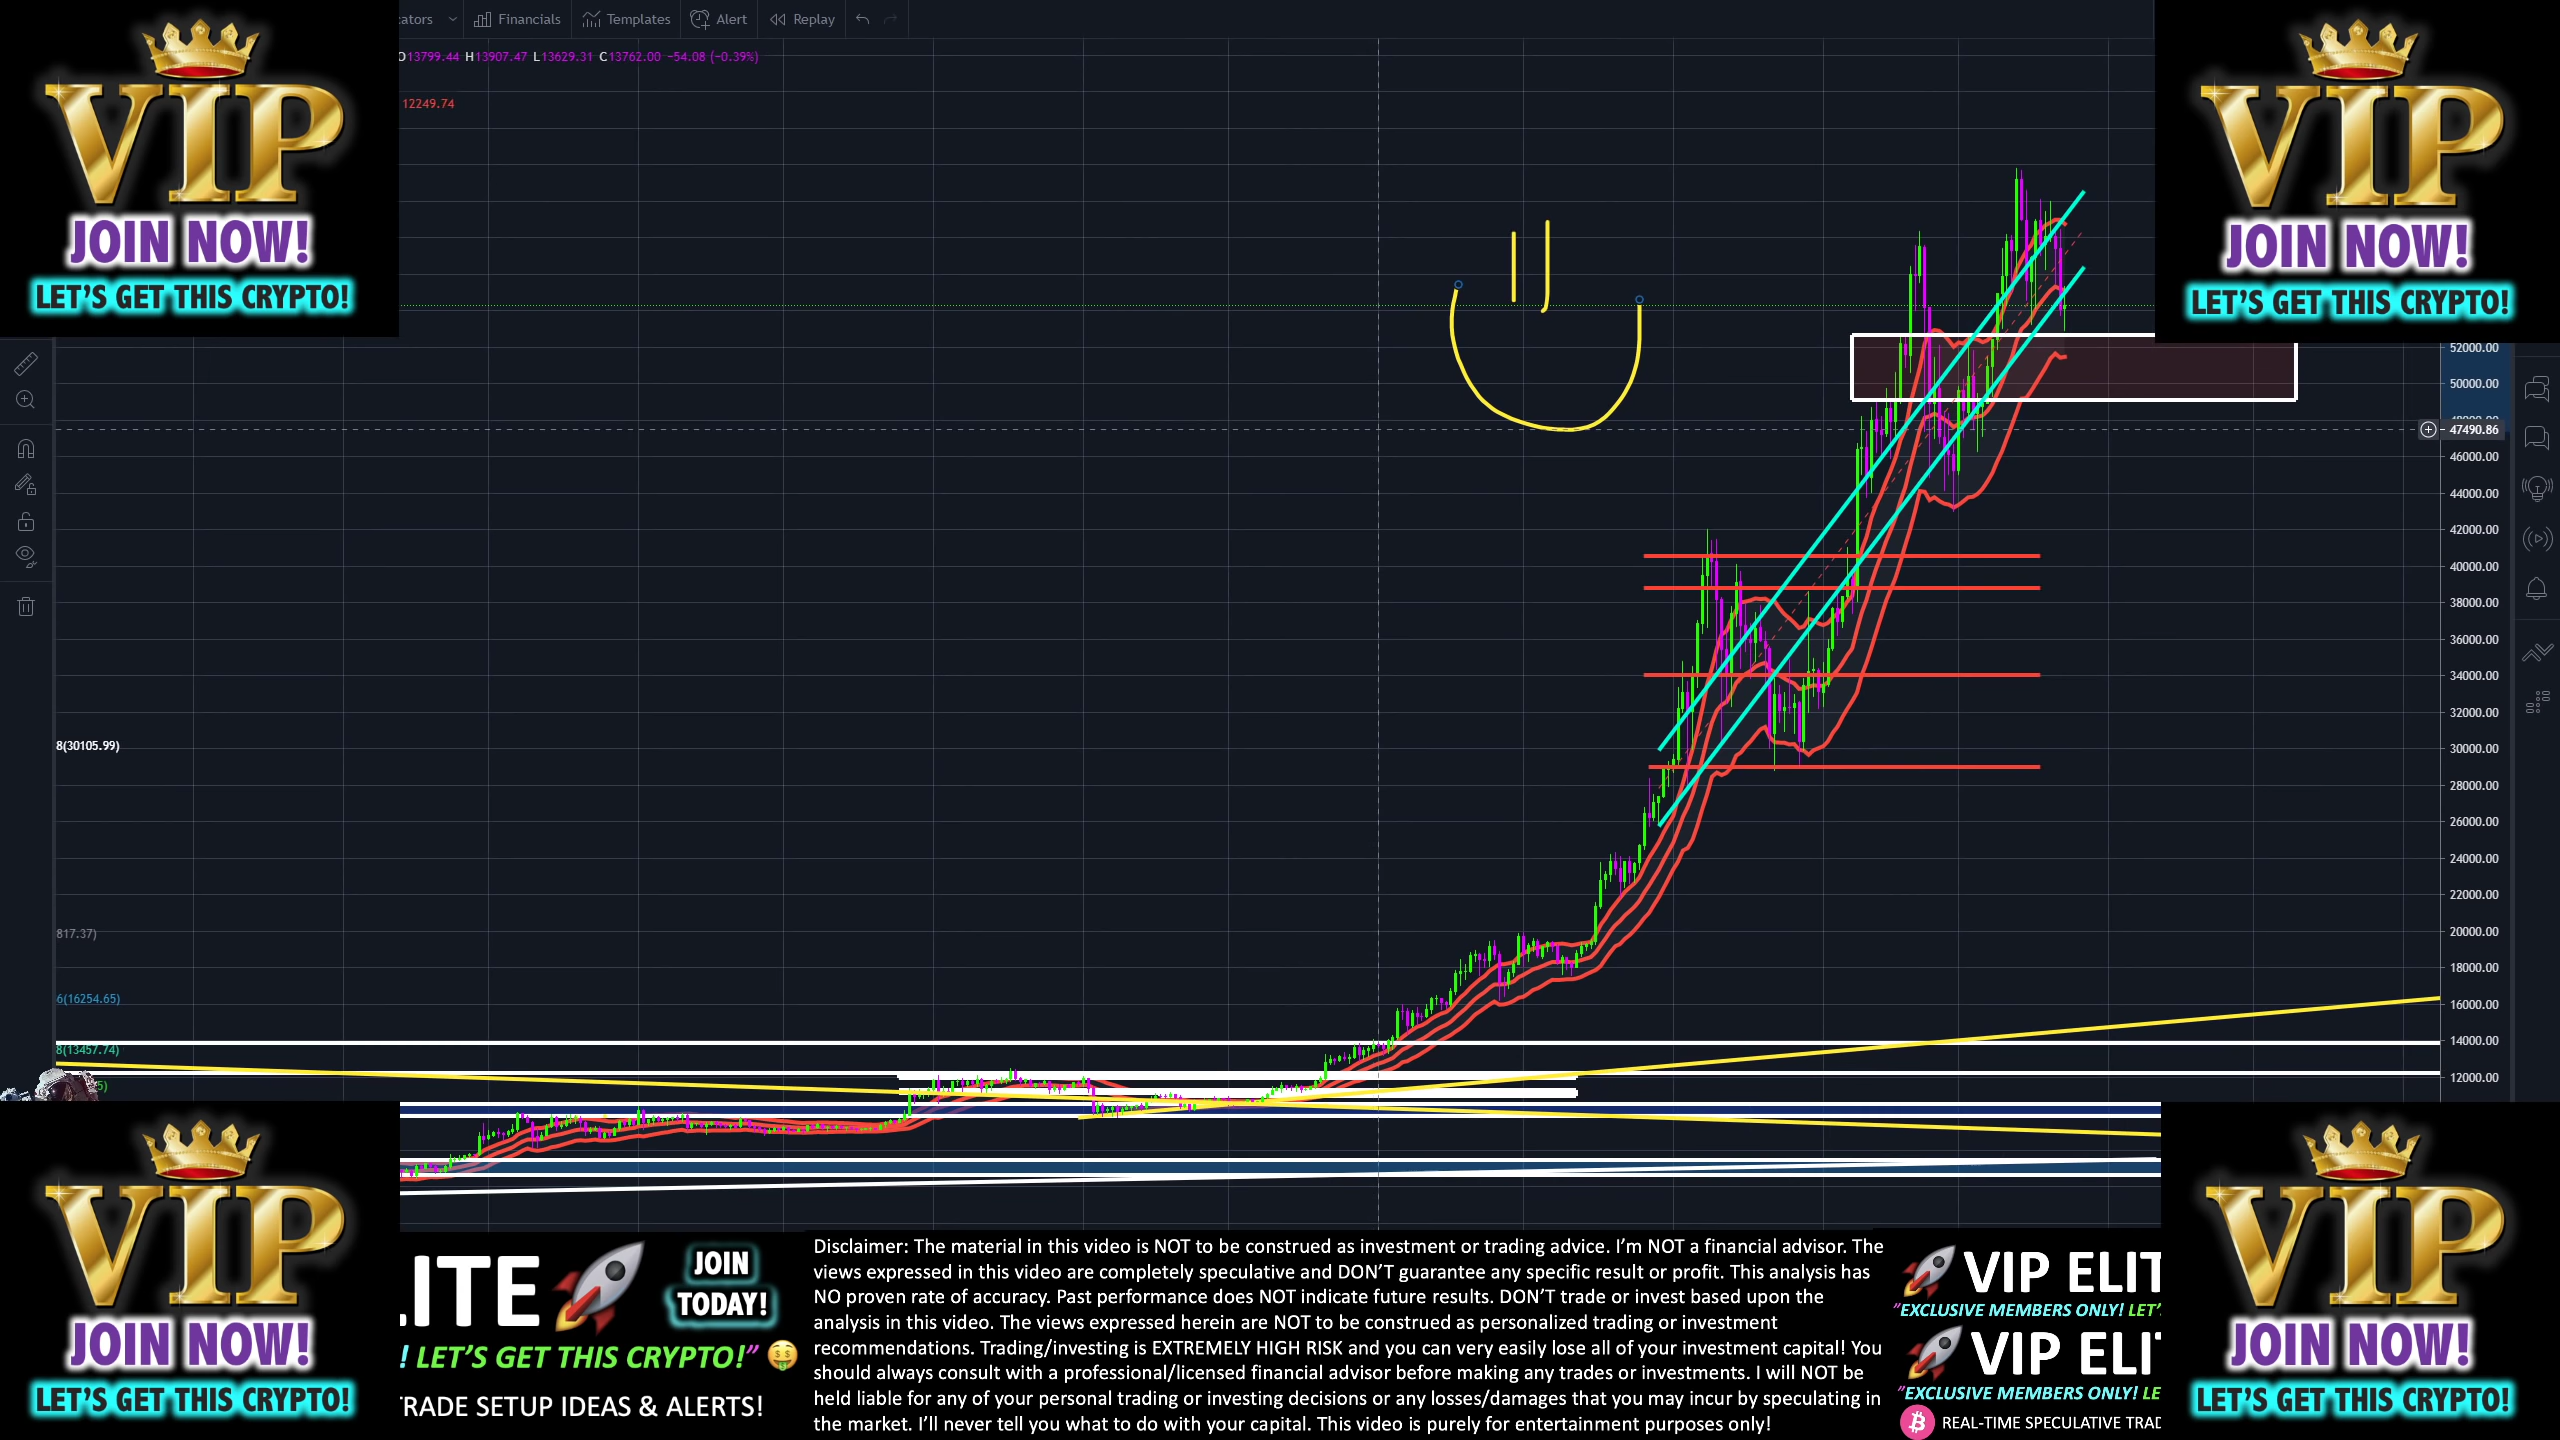 VIP
JOIN NOW!
LET'S GET THIS CRYPTO!
ators Financials Templates Alert Replay
O13799.44 H13907.47 L13629.31 C13762.00 −54.08 (−0.39%)
12249.74
VIP
JOIN NOW!
LET'S GET THIS CRYPTO!
52000.00
50000.00
48000.00
47490.86
46000.00
44000.00
42000.00
40000.00
38000.00
36000.00
34000.00
32000.00
8(30105.99)
30000.00
28000.00
26000.00
24000.00
22000.00
817.37)
20000.00
18000.00
6(16254.65)
16000.00
14000.00
8(13457.74)
12000.00
5)
VIP
JOIN NOW!
LET'S GET THIS CRYPTO!
LITE
JOIN
TODAY!
! LET'S GET THIS CRYPTO!"
TRADE SETUP IDEAS & ALERTS!
Disclaimer: The material in this video is NOT to be construed as investment or trading advice. I'm NOT a financial advisor. The
views expressed in this video are completely speculative and DON'T guarantee any specific result or profit. This analysis has
NO proven rate of accuracy. Past performance does NOT indicate future results. DON'T trade or invest based upon the
analysis in this video. The views expressed herein are NOT to be construed as personalized trading or investment
recommendations. Trading/investing is EXTREMELY HIGH RISK and you can very easily lose all of your investment capital! You
should always consult with a professional/licensed financial advisor before making any trades or investments. I will NOT be
held liable for any of your personal trading or investing decisions or any losses/damages that you may incur by speculating in
the market. I'll never tell you what to do with your capital. This video is purely for entertainment purposes only!
VIP ELIT
"EXCLUSIVE MEMBERS ONLY! LET'
VIP ELIT
"EXCLUSIVE MEMBERS ONLY! LE
REAL-TIME SPECULATIVE TRAD
VIP
JOIN NOW!
LET'S GET THIS CRYPTO!